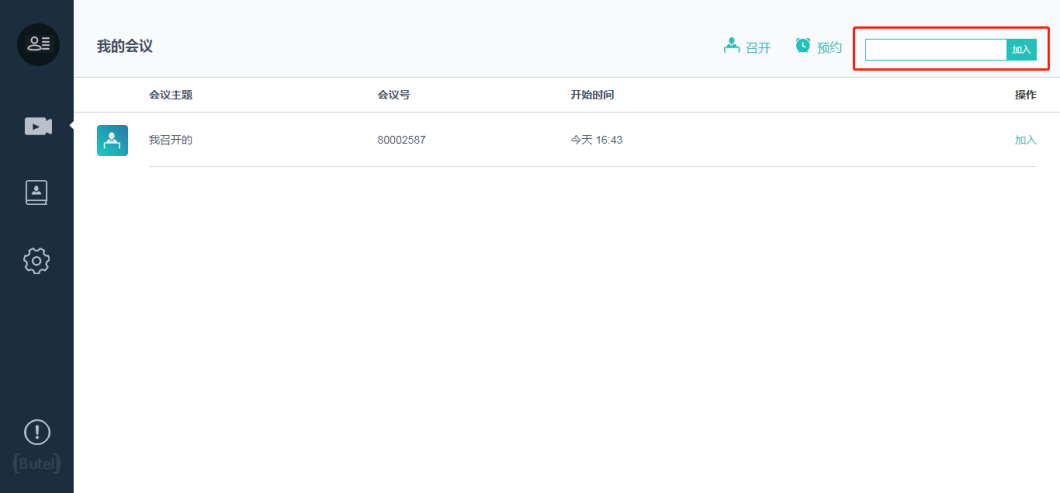 我的会议
召开
预约
加入
会议主题 会议号 开始时间 操作
我召开的 80002587 今天 16:43 加入
(Butel)